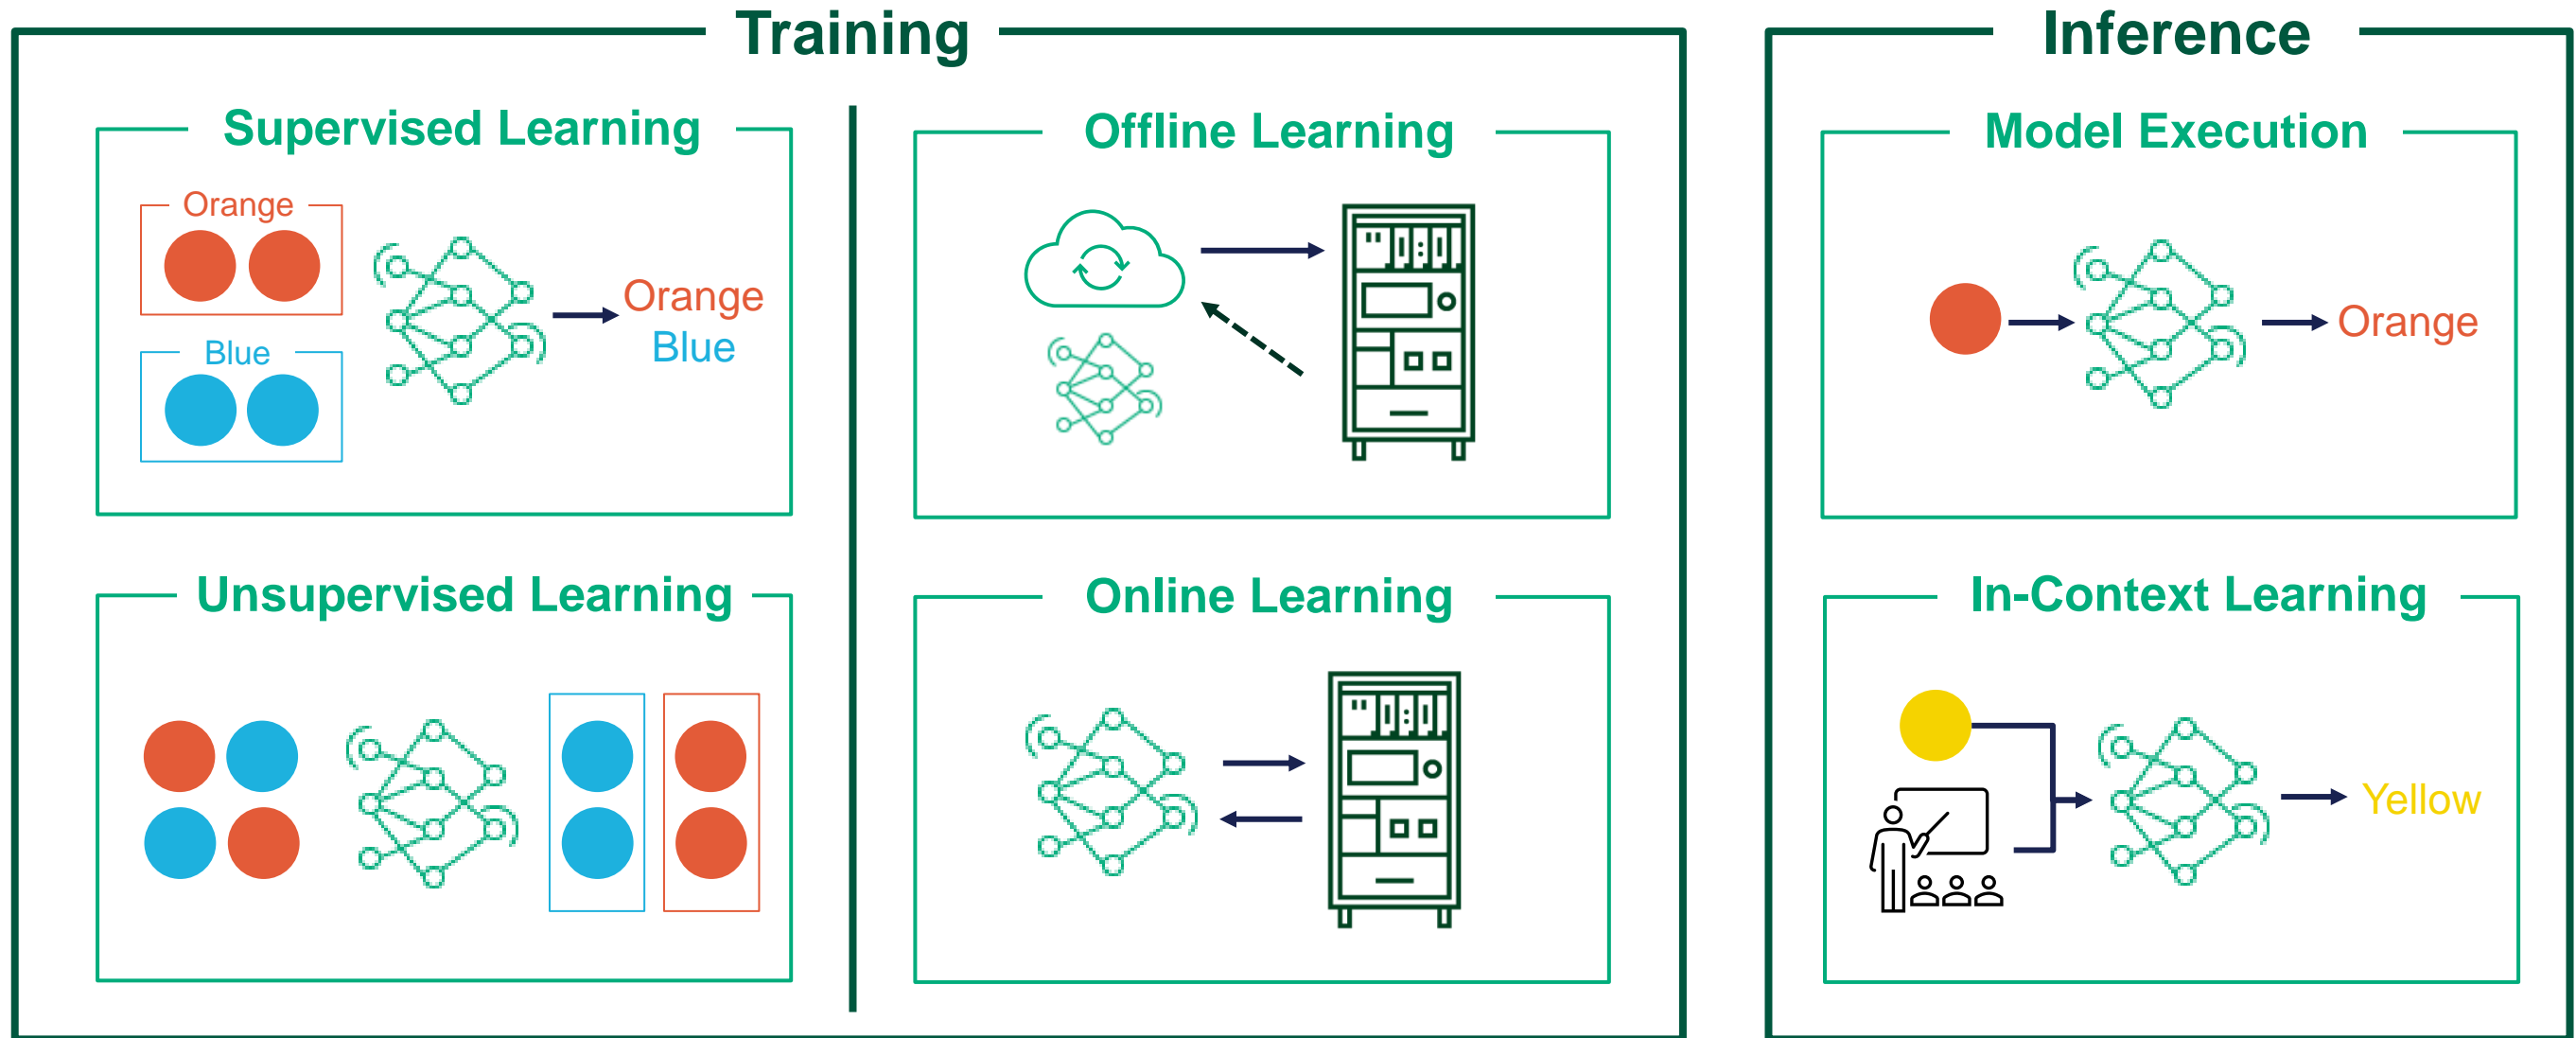 Training
Supervised Learning
Orange
Blue
Orange
Blue
Unsupervised Learning
Offline Learning
Online Learning
Inference
Model Execution
Orange
In-Context Learning
Yellow